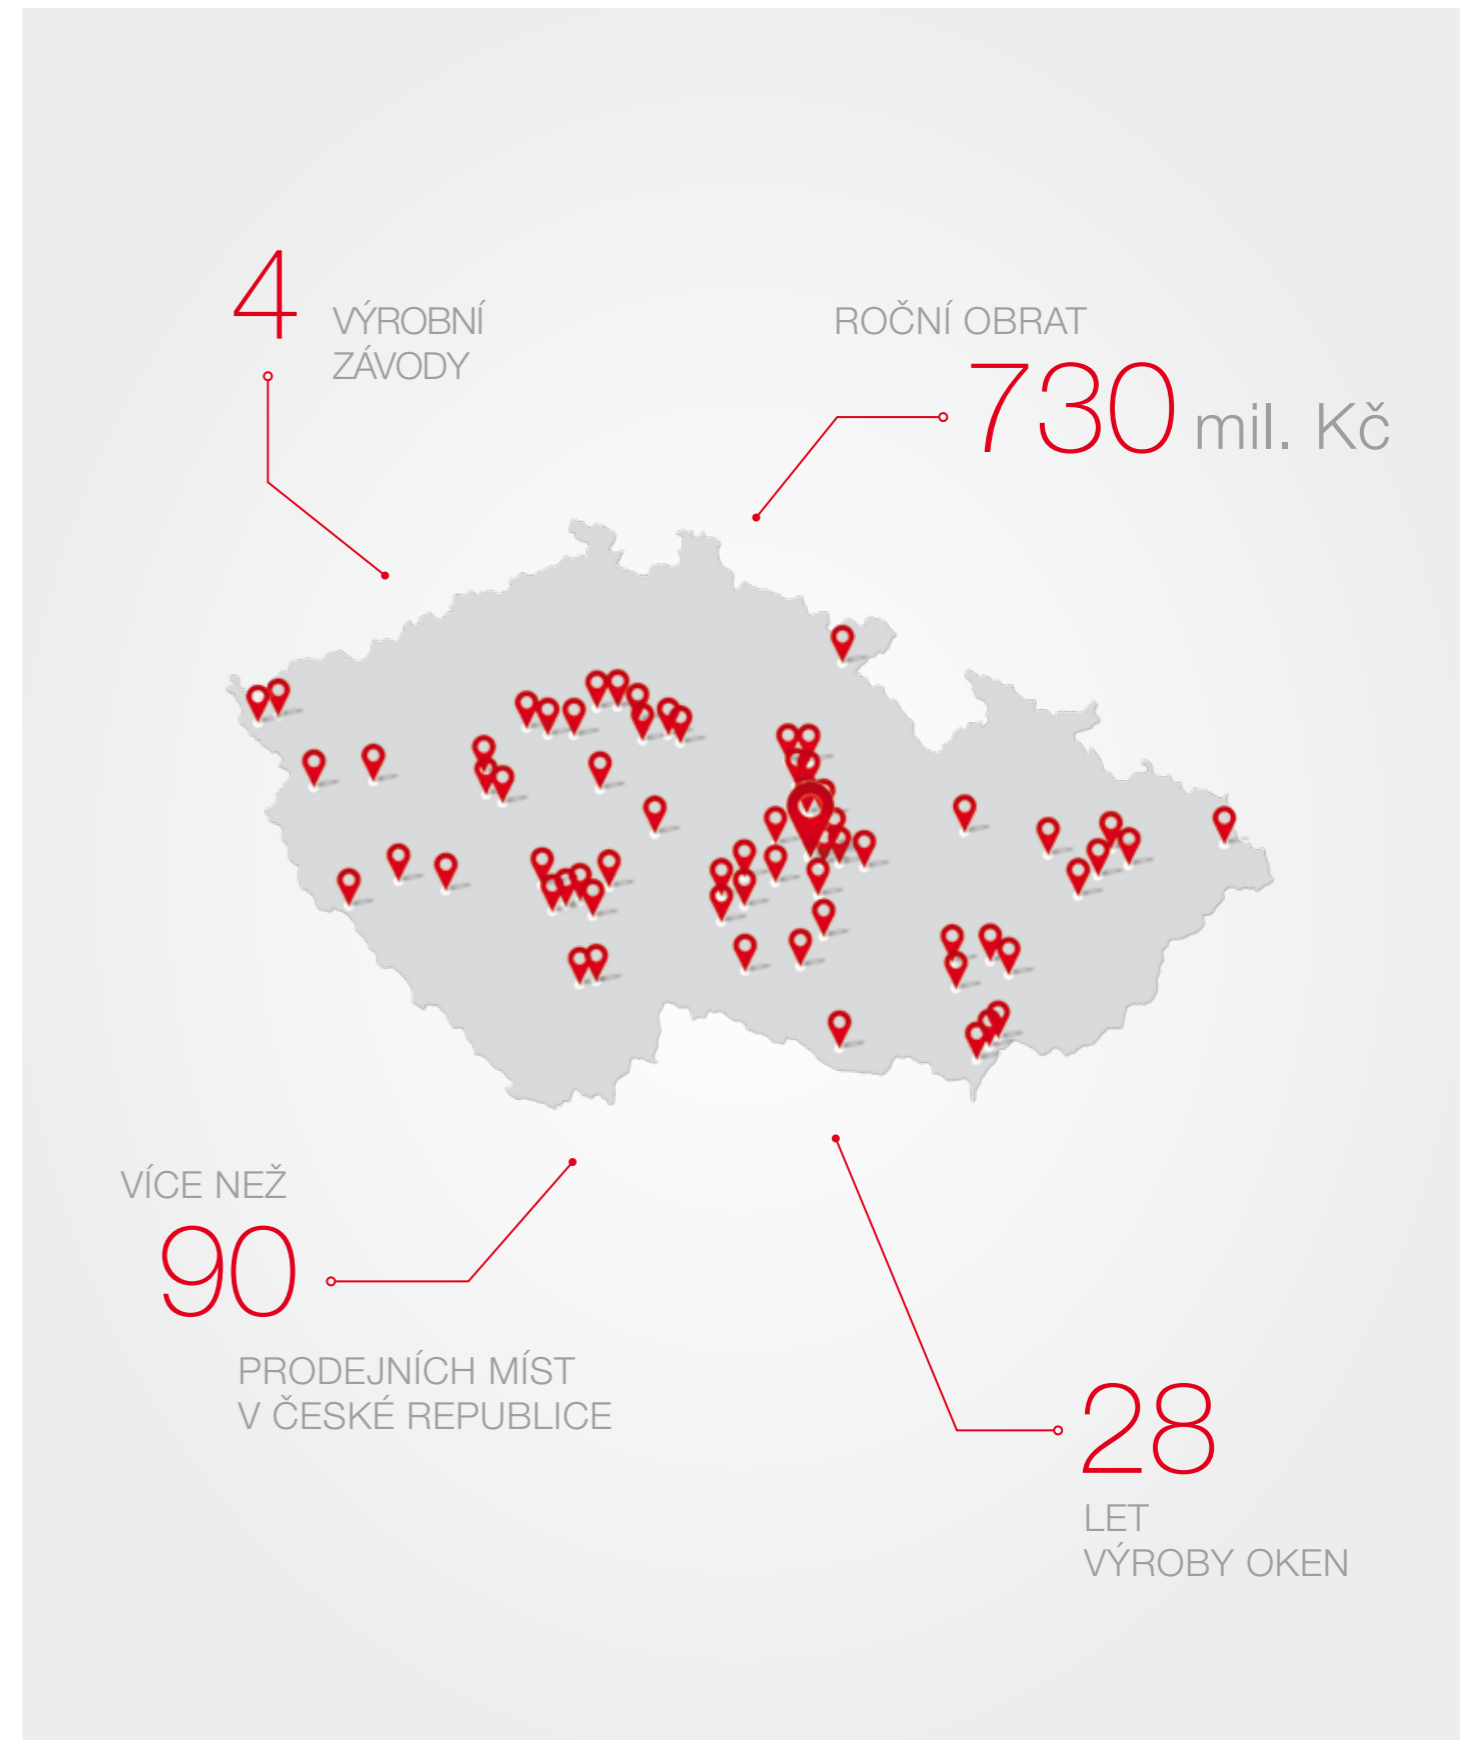 4
VÝROBNÍ
ZÁVODY
ROČNÍ OBRAT
730 mil. Kč
VÍCE NEŽ
90
PRODEJNÍCH MÍST
V ČESKÉ REPUBLICE
28
LET
VÝROBY OKEN